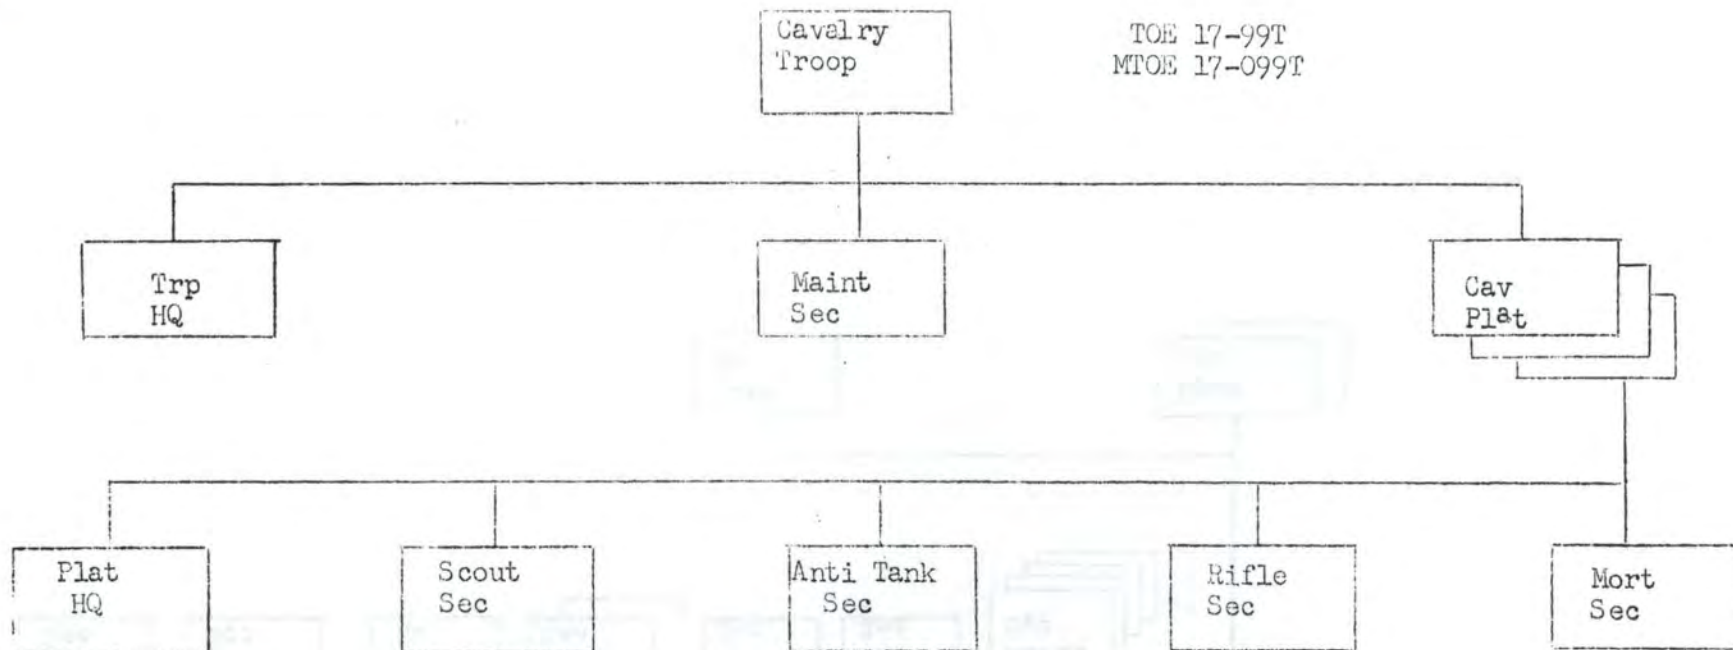 Cavalry
Troop
TOE 17-99T
MTOE 17-099T
Trp
HQ
Maint
Sec
Cav
Plat
Plat
HQ
Scout
Sec
Anti Tank
Sec
Rifle
Sec
Mort
Sec